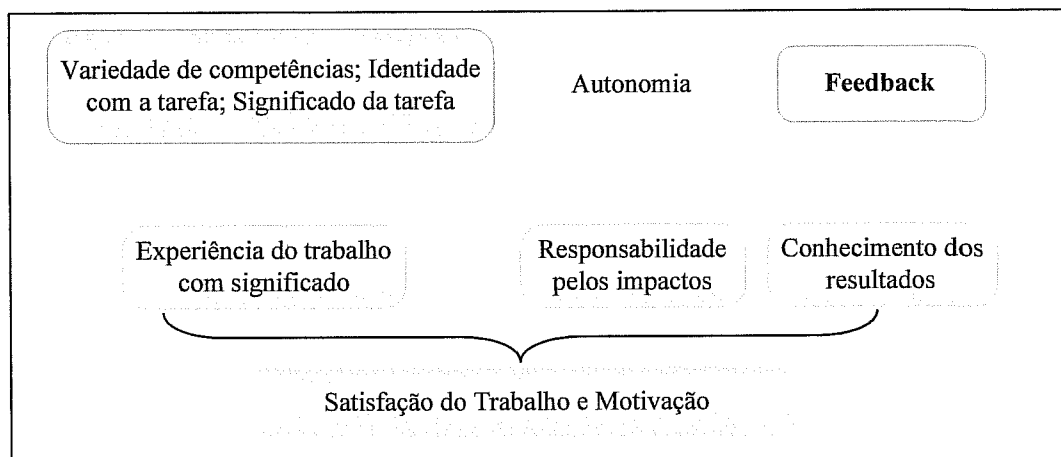 Variedade de competências; Identidade
com a tarefa; Significado da tarefa
Autonomia
Feedback
Experiência do trabalho
com significado
Responsabilidade
pelos impactos
Conhecimento dos
resultados
Satisfação do Trabalho e Motivação